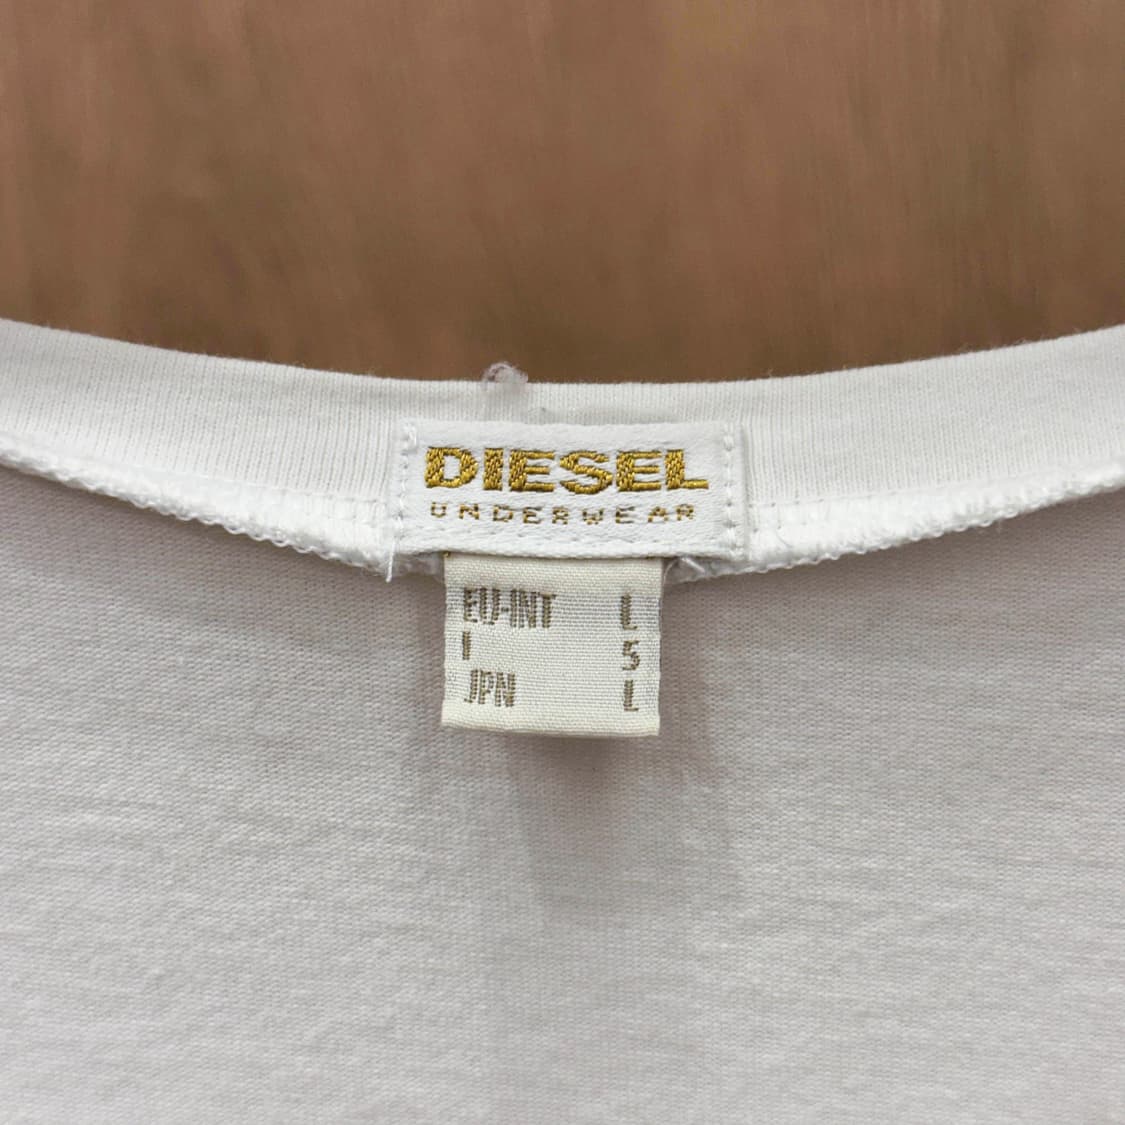 DIESEL
UNDERWEAR
EU-INT L
I 5
JPN L